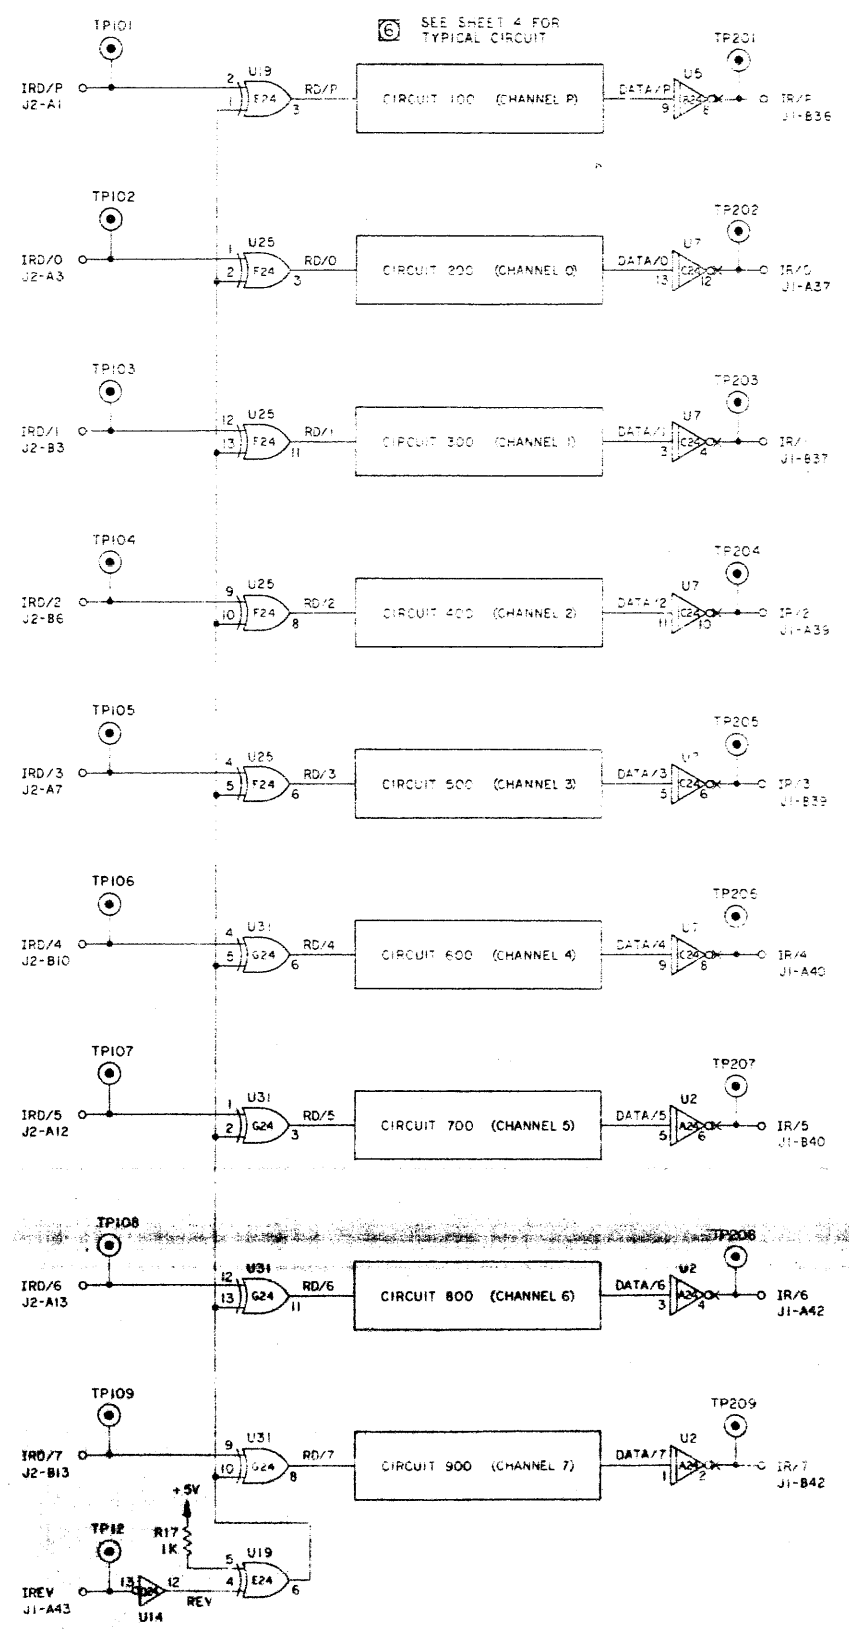 TP101
6
SEE SHEET 4 FOR
TYPICAL CIRCUIT
TP201
IRD/P
J2-A1
2
1
U19
E24
3
RD/P
CIRCUIT 100 (CHANNEL P)
DATA/P
9
U5
8
IR/P
J1-B36
TP102
TP202
IRD/0
J2-A3
1
2
U25
F24
3
RD/0
CIRCUIT 200 (CHANNEL 0)
DATA/0
13
U7
C24
12
IR/0
J1-A37
TP103
TP203
IRD/1
J2-B3
12
13
U25
F24
11
RD/1
CIRCUIT 300 (CHANNEL 1)
DATA/1
3
U7
C24
4
J1-B37
TP104
TP204
IRD/2
J2-B6
9
10
U25
F24
8
RD/2
CIRCUIT 400 (CHANNEL 2)
DATA/2
11
U7
C24
10
IR/2
J1-A39
TP105
TP205
IRD/3
J2-A7
4
5
U25
F24
6
RD/3
CIRCUIT 500 (CHANNEL 3)
DATA/3
5
U7
C24
6
IR/3
J1-B39
TP106
TP206
IRD/4
J2-B10
4
5
U31
G24
6
RD/4
CIRCUIT 600 (CHANNEL 4)
DATA/4
9
U7
C24
8
IR/4
J1-A40
TP107
TP207
IRD/5
J2-A12
1
2
U31
G24
3
RD/5
CIRCUIT 700 (CHANNEL 5)
DATA/5
5
U2
A24
6
IR/5
J1-B40
TP108
TP208
IRD/6
J2-A13
12
13
U31
G24
11
RD/6
CIRCUIT 800 (CHANNEL 6)
DATA/6
3
U2
A24
4
IR/6
J1-A42
TP109
TP209
IRD/7
J2-B13
9
10
U31
G24
8
RD/7
CIRCUIT 900 (CHANNEL 7)
DATA/7
1
U2
A24
2
IR/7
J1-B42
+5V
R17
1K
TP12
IREV
J1-A43
13
12
U14
REV
5
4
U19
E24
6